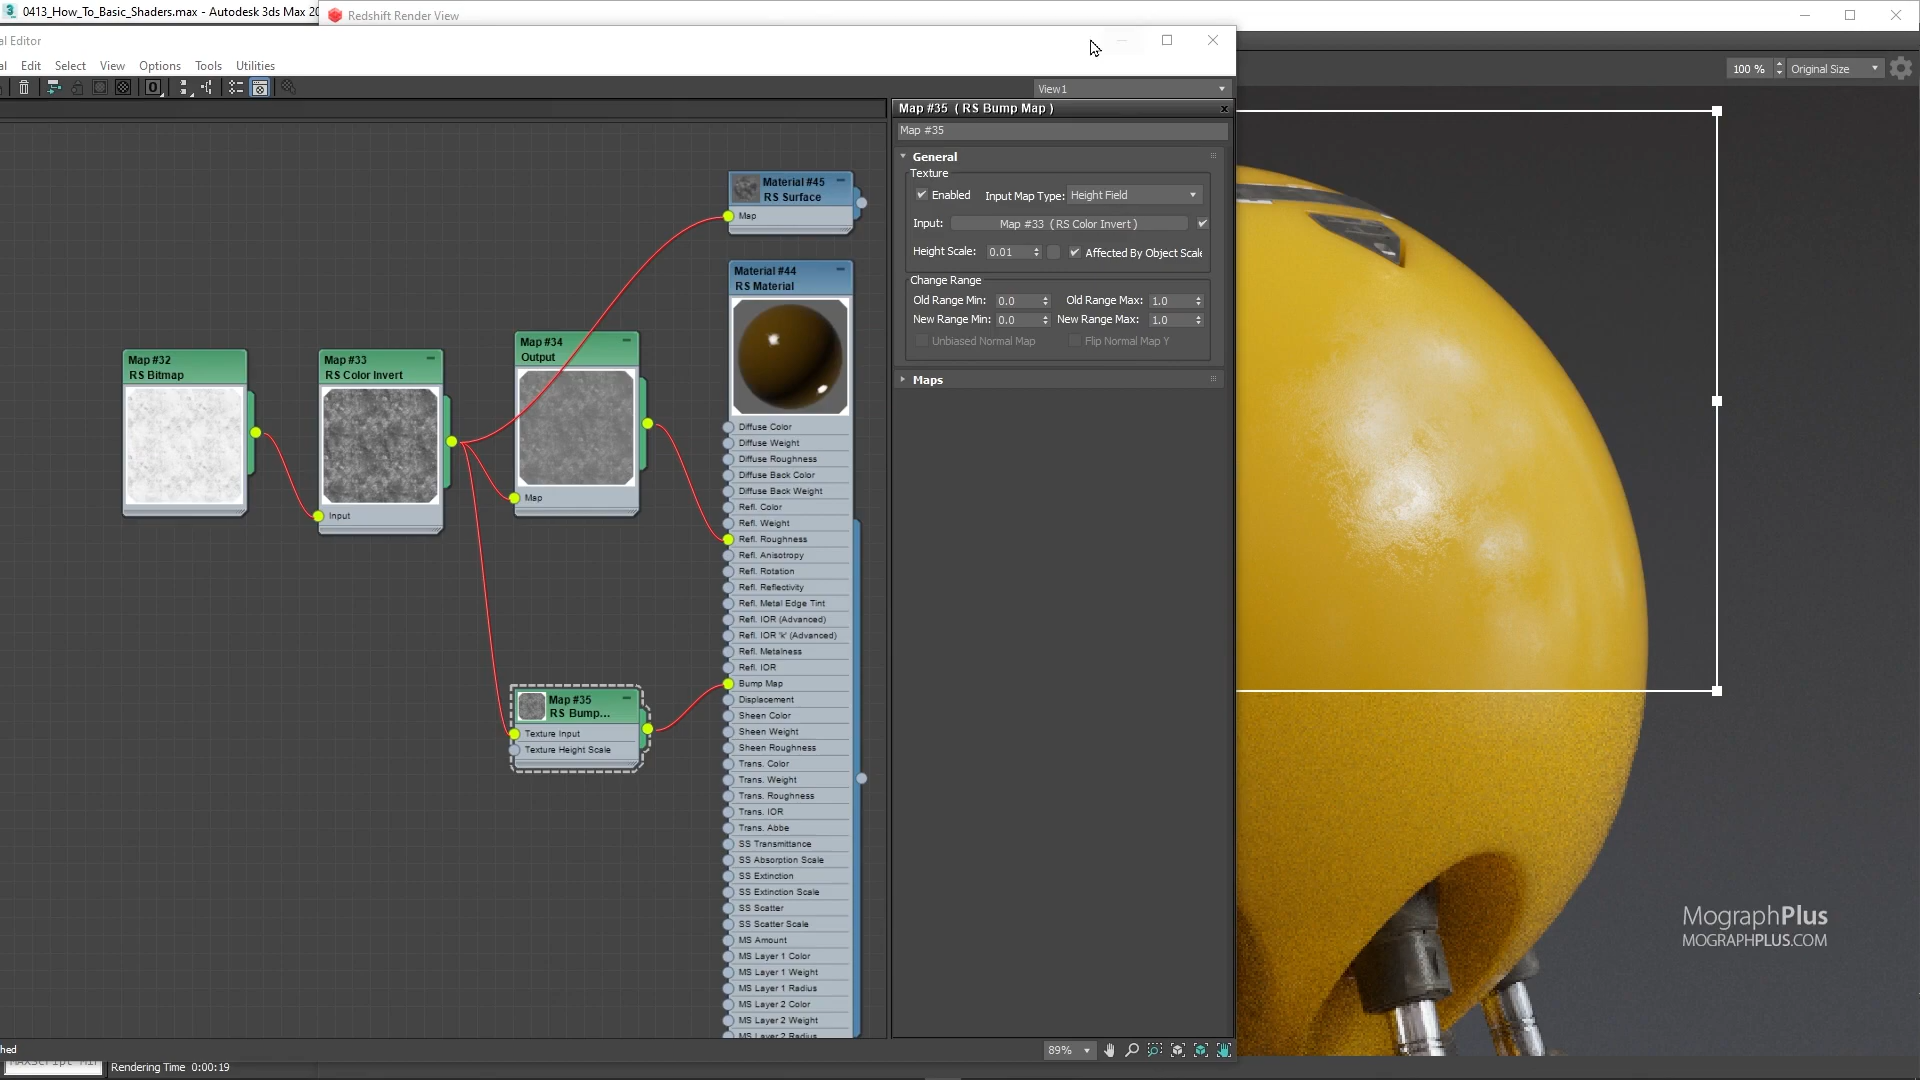 0413_How_To_Basic_Shaders.max - Autodesk 3ds Max 20
Redshift Render View
al Editor
al Edit Select View Options Tools Utilities
View1
100 % Original Size
Map #35 ( RS Bump Map )
Map #35
General
Texture
Enabled Input Map Type: Height Field
Input: Map #33 ( RS Color Invert )
Height Scale: 0.01 Affected By Object Scale
Change Range
Old Range Min: 0.0 Old Range Max: 1.0
New Range Min: 0.0 New Range Max: 1.0
Unbiased Normal Map Flip Normal Map Y
Maps
Material #45
RS Surface
Map
Map #32
RS Bitmap
Map #33
RS Color Invert
Input
Map #34
Output
Map
Map #35
RS Bump...
Texture Input
Texture Height Scale
Material #44
RS Material
Diffuse Color
Diffuse Weight
Diffuse Roughness
Diffuse Back Color
Diffuse Back Weight
Refl. Color
Refl. Weight
Refl. Roughness
Refl. Anisotropy
Refl. Rotation
Refl. Reflectivity
Refl. Metal Edge Tint
Refl. IOR (Advanced)
Refl. IOR 'k' (Advanced)
Refl. Metalness
Refl. IOR
Bump Map
Displacement
Sheen Color
Sheen Weight
Sheen Roughness
Trans. Color
Trans. Weight
Trans. Roughness
Trans. IOR
Trans. Abbe
SS Transmittance
SS Absorption Scale
SS Extinction
SS Extinction Scale
SS Scatter
SS Scatter Scale
MS Amount
MS Layer 1 Color
MS Layer 1 Weight
MS Layer 1 Radius
MS Layer 2 Color
MS Layer 2 Weight
MS Layer 2 Radius
MographPlus
MOGRAPHPLUS.COM
hed
89%
MAXScript Mir
Rendering Time 0:00:19